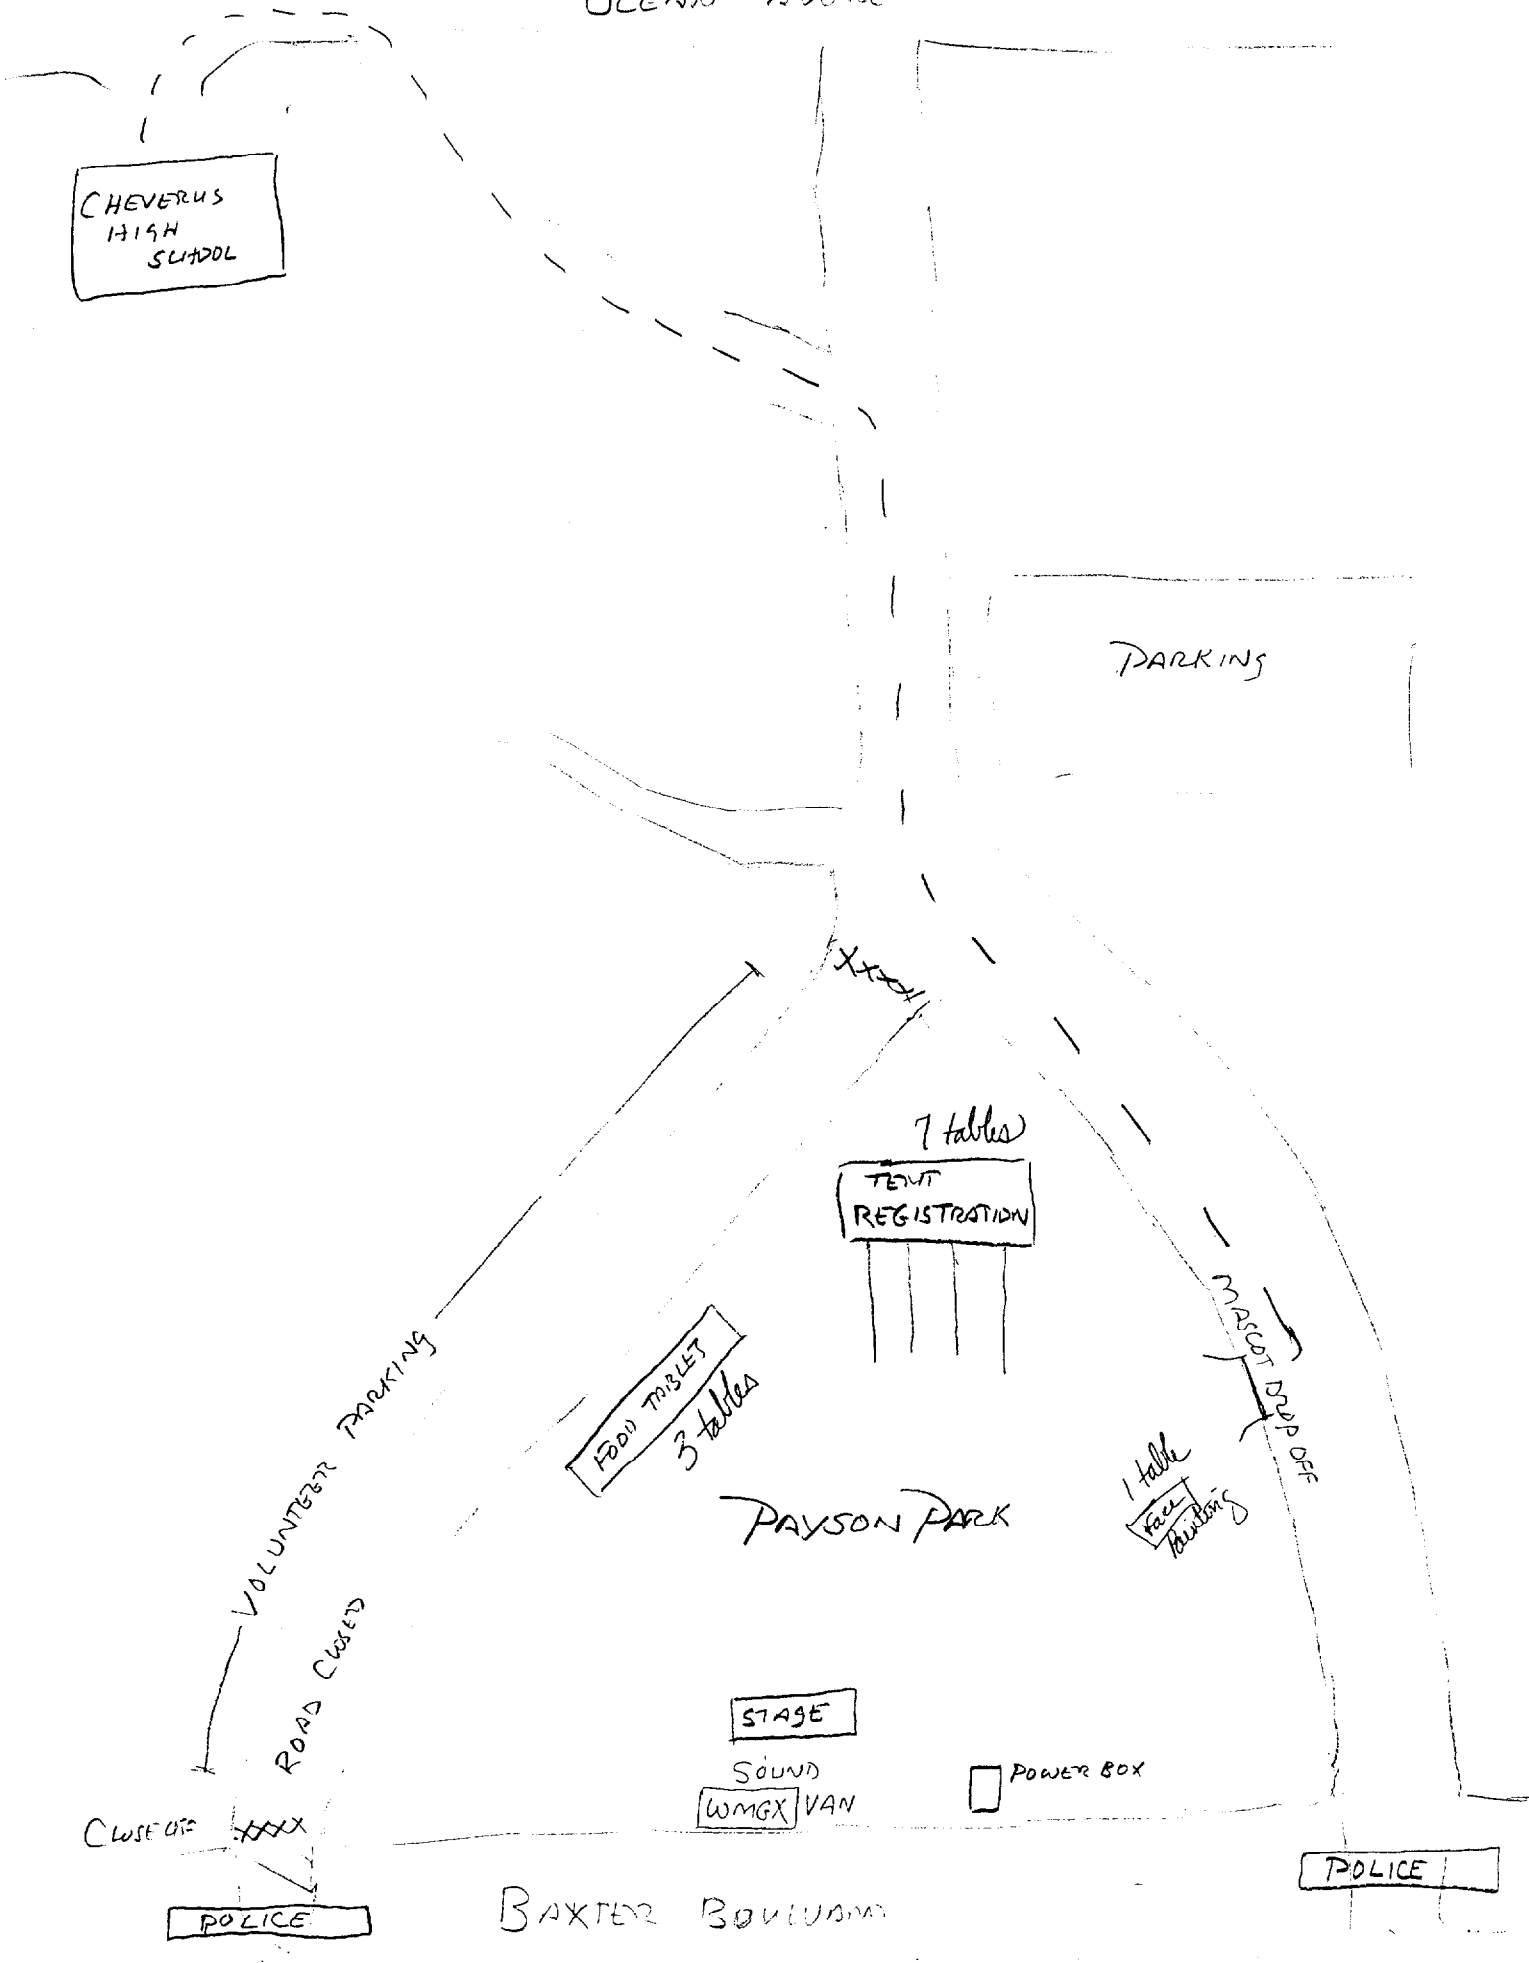 CHEVERUS
HIGH
SCHOOL
PARKING
XXXX
7 tables
TENT
REGISTRATION
MASCOT DROP OFF
VOLUNTEER PARKING
FOOD TABLES
3 tables
1 table
Face
Painting
PAYSON PARK
ROAD CLOSED
STAGE
SOUND
WMGX VAN
POWER BOX
CLOSE OFF XXXX
POLICE
POLICE
BAXTER